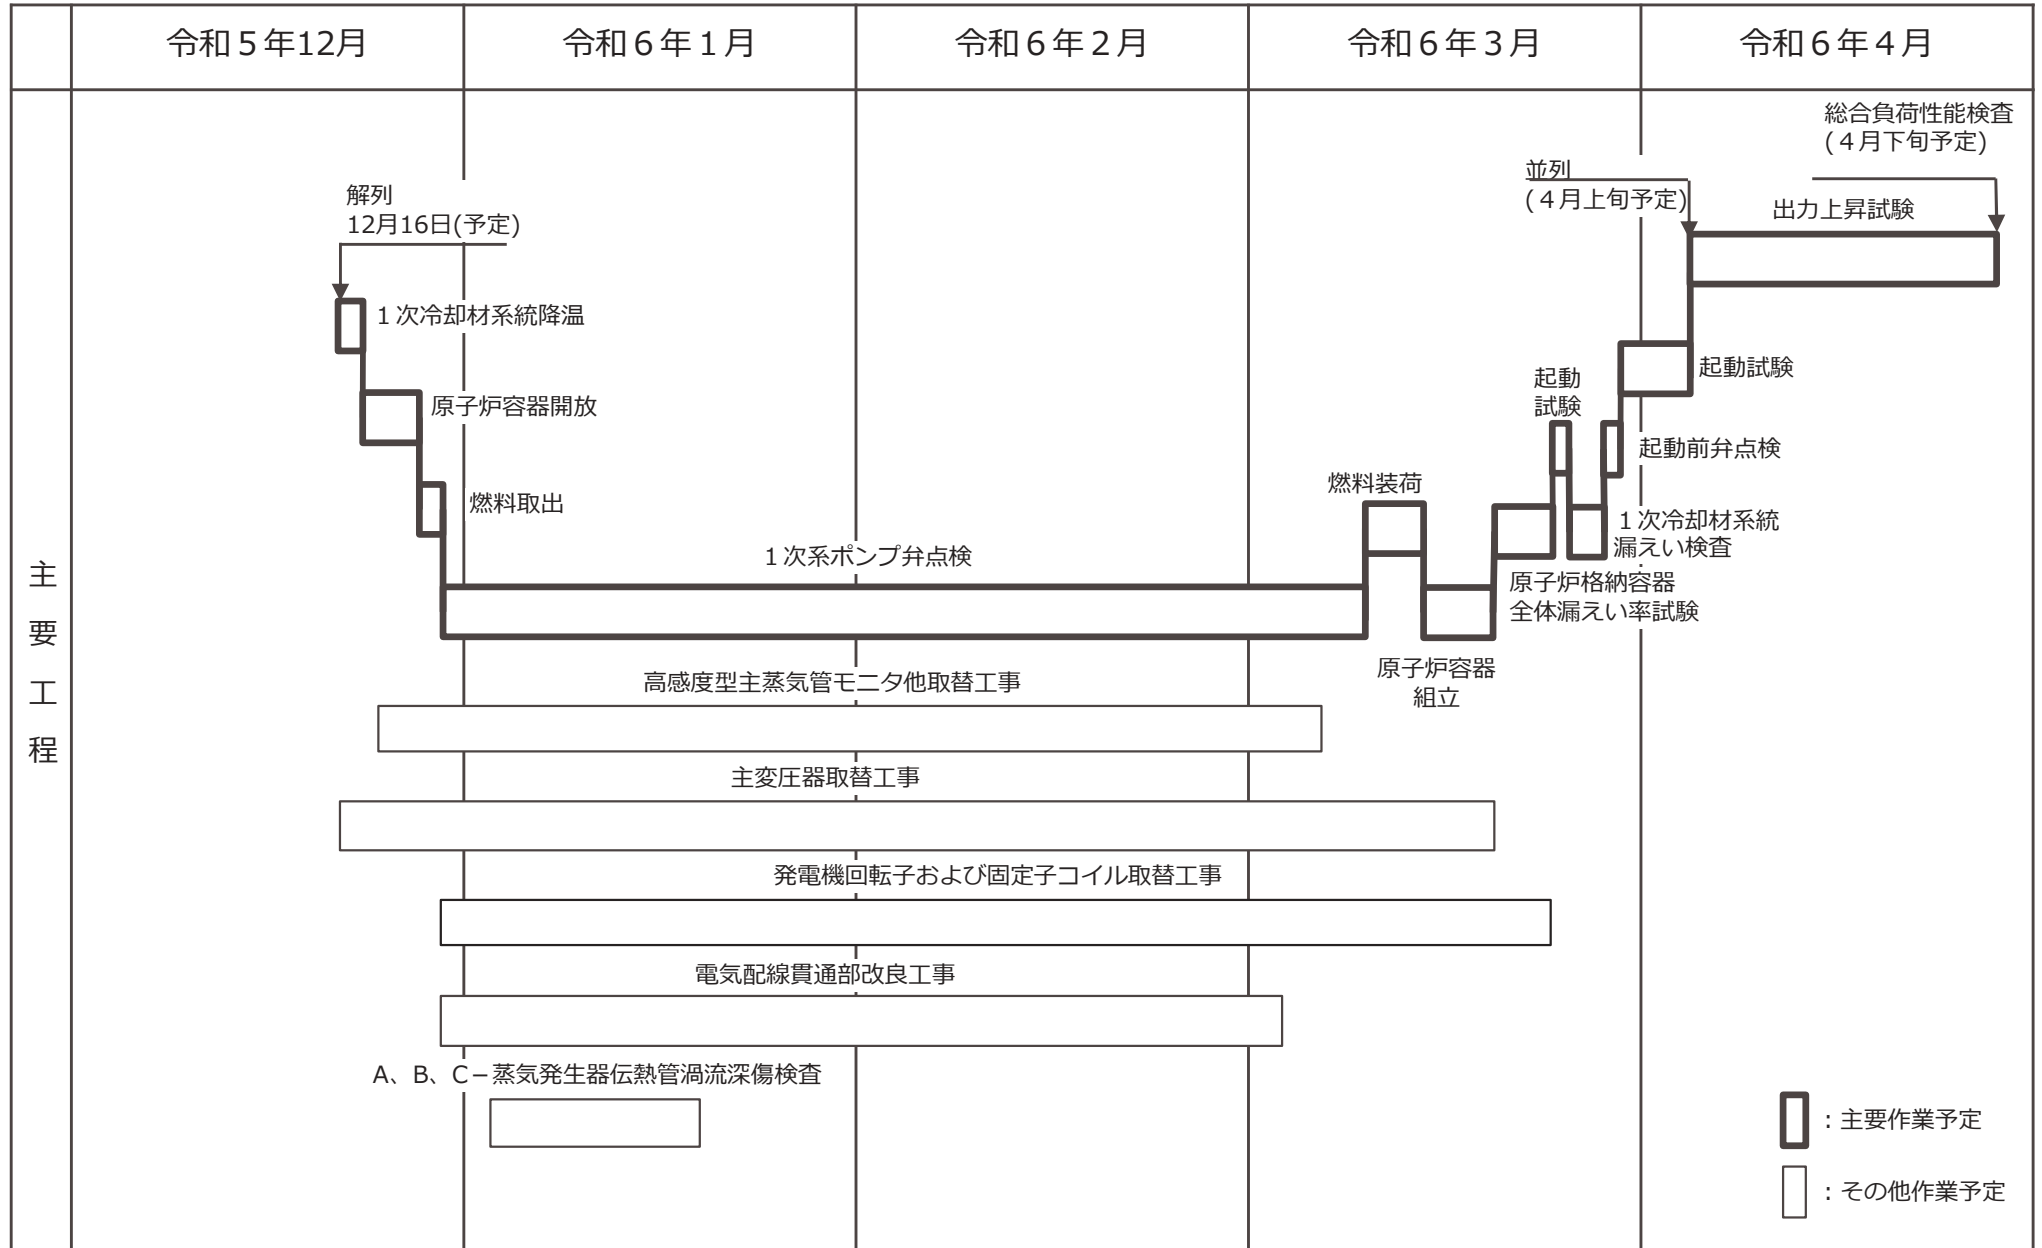 令和５年12月
令和６年１月
令和６年２月
令和６年３月
令和６年４月
主要工程
総合負荷性能検査
(４月下旬予定)
並列
(４月上旬予定)
解列
12月16日(予定)
出力上昇試験
１次冷却材系統降温
起動試験
起動
試験
原子炉容器開放
起動前弁点検
燃料装荷
燃料取出
１次冷却材系統
漏えい検査
１次系ポンプ弁点検
原子炉格納容器
全体漏えい率試験
原子炉容器
組立
高感度型主蒸気管モニタ他取替工事
主変圧器取替工事
発電機回転子および固定子コイル取替工事
電気配線貫通部改良工事
A、B、C－蒸気発生器伝熱管渦流深傷検査
：主要作業予定
：その他作業予定